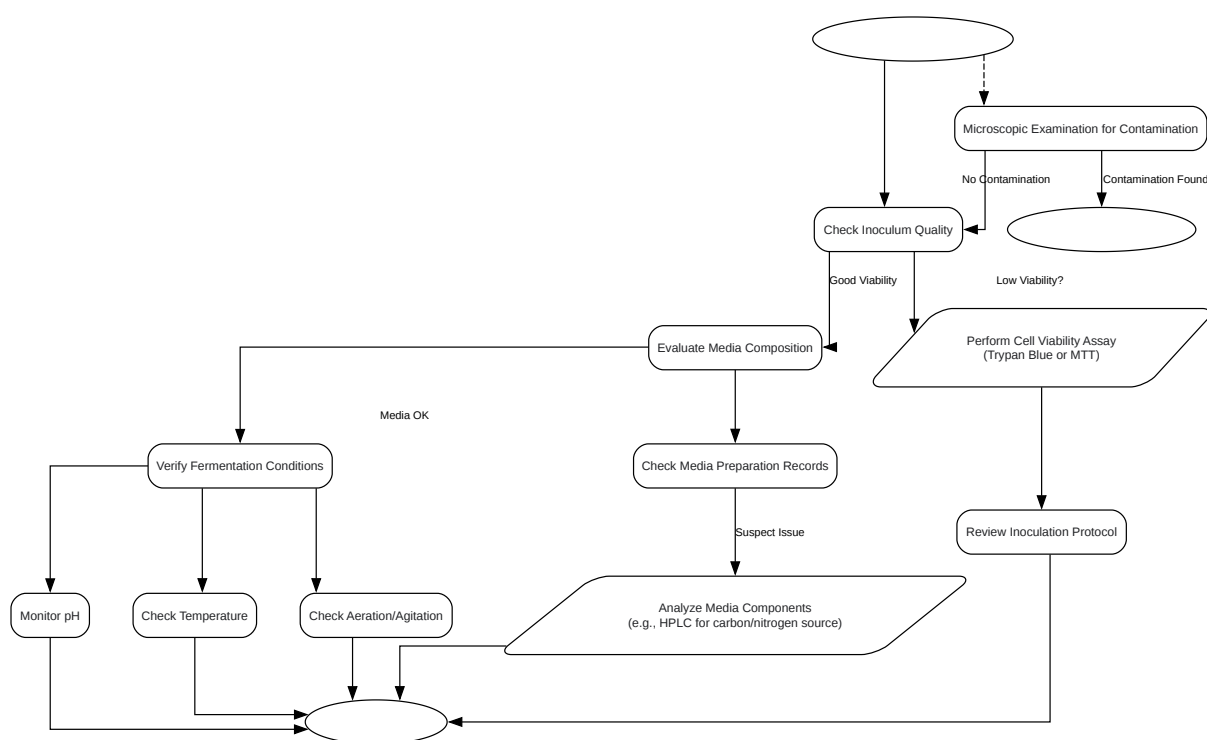 Microscopic Examination for Contamination
No Contamination
Contamination Found
Check Inoculum Quality
Good Viability
Low Viability?
Evaluate Media Composition
Perform Cell Viability Assay
(Trypan Blue or MTT)
Media OK
Verify Fermentation Conditions
Check Media Preparation Records
Suspect Issue
Review Inoculation Protocol
Monitor pH
Check Temperature
Check Aeration/Agitation
Analyze Media Components
(e.g., HPLC for carbon/nitrogen source)